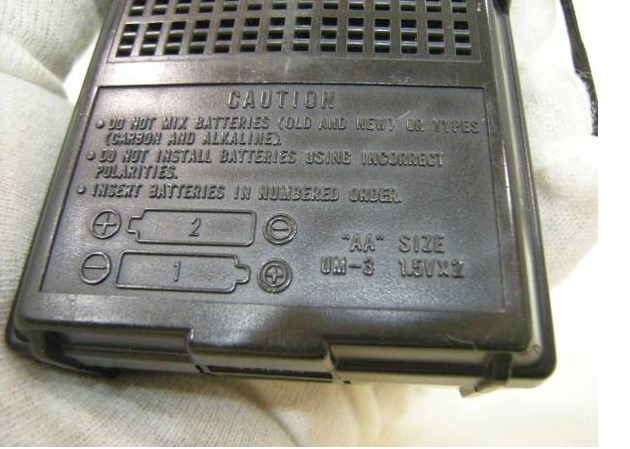 CAUTION
• DO NOT MIX BATTERIES (OLD AND NEW) OR TYPES
(CARBON AND ALKALINE).
• DO NOT INSTALL BATTERIES USING INCORRECT
POLARITIES.
• INSERT BATTERIES IN NUMBERED ORDER.
+ 2 -
- 1 +
"AA" SIZE
UM-3 1.5V×2